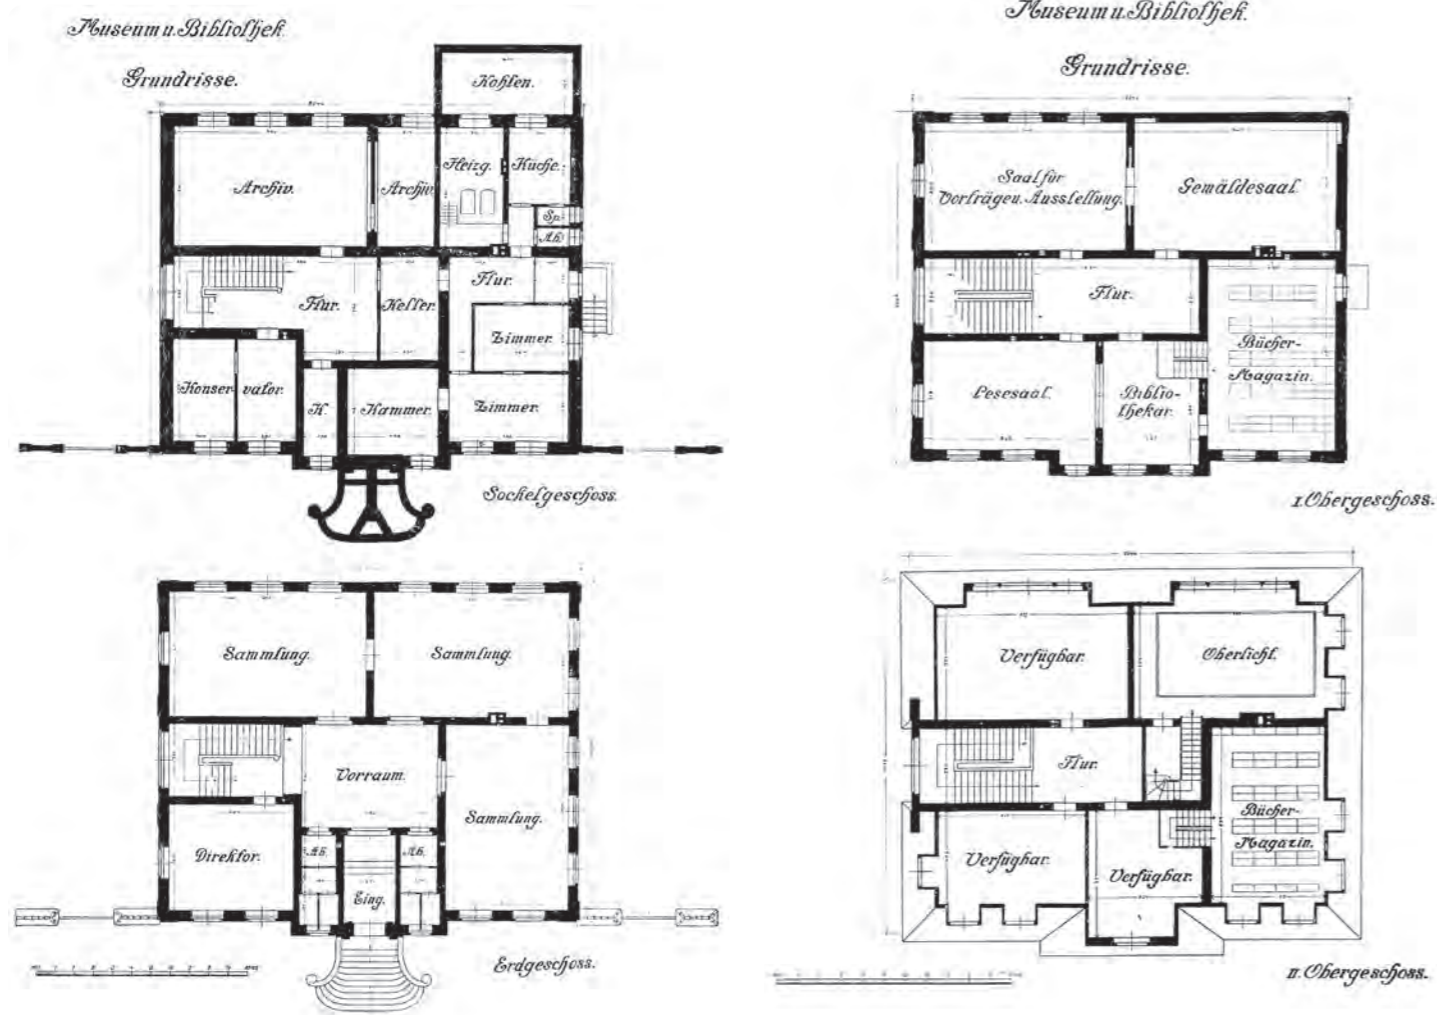 Museum u. Bibliothek.
Grundrisse.
Kohlen.
Archiv.
Archiv.
Heizg.
Küche.
Sp.
Ab.
Flur.
Flur.
Keller.
Zimmer.
Konser-
vator.
K.
Kammer.
Zimmer.
Sockelgeschoss.
Sammlung.
Sammlung.
Vorraum.
Sammlung.
Direktor.
Ab.
Ab.
Eing.
Erdgeschoss.
Museum u. Bibliothek.
Grundrisse.
Saal für
Vorträge u. Ausstellung.
Gemäldesaal.
Flur.
Bücher-
Magazin.
Lesesaal.
Biblio-
thekar.
I. Obergeschoss.
Verfügbar.
Oberlicht.
Flur.
Bücher-
Magazin.
Verfügbar.
Verfügbar.
II. Obergeschoss.